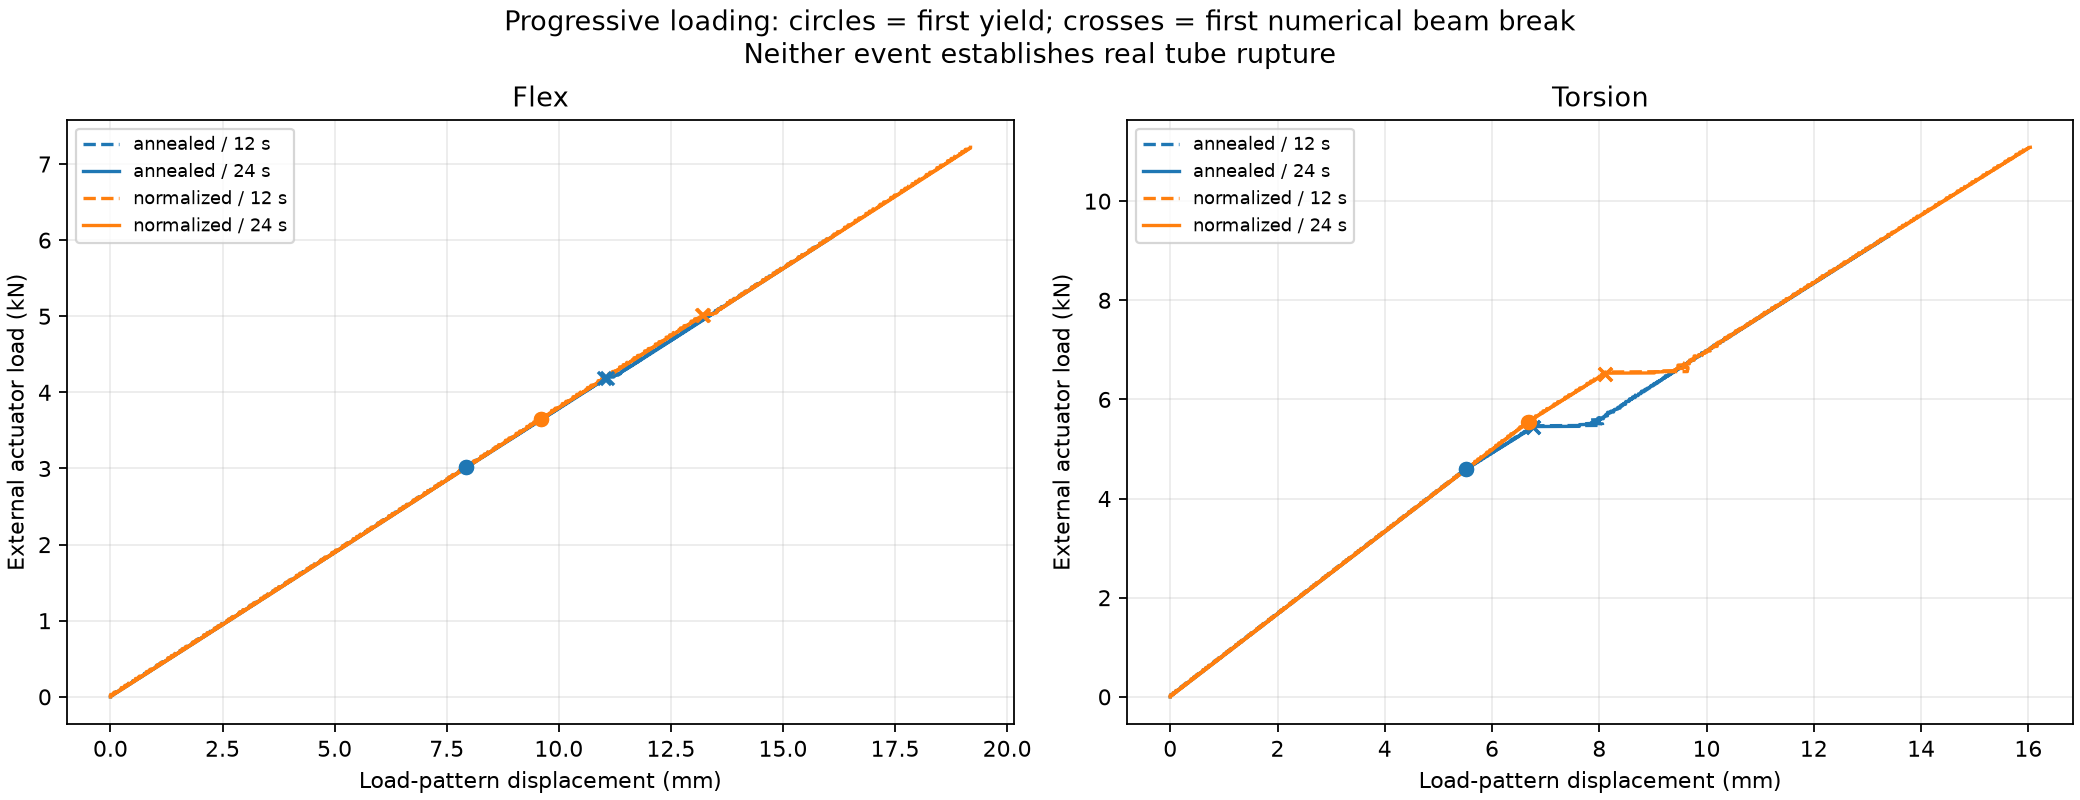 Progressive loading: circles = first yield; crosses = first numerical beam break
Neither event establishes real tube rupture
Flex
annealed / 12 s
annealed / 24 s
normalized / 12 s
normalized / 24 s
External actuator load (kN)
7
6
5
4
3
2
1
0
0.0 2.5 5.0 7.5 10.0 12.5 15.0 17.5 20.0
Load-pattern displacement (mm)
Torsion
annealed / 12 s
annealed / 24 s
normalized / 12 s
normalized / 24 s
External actuator load (kN)
10
8
6
4
2
0
0 2 4 6 8 10 12 14 16
Load-pattern displacement (mm)